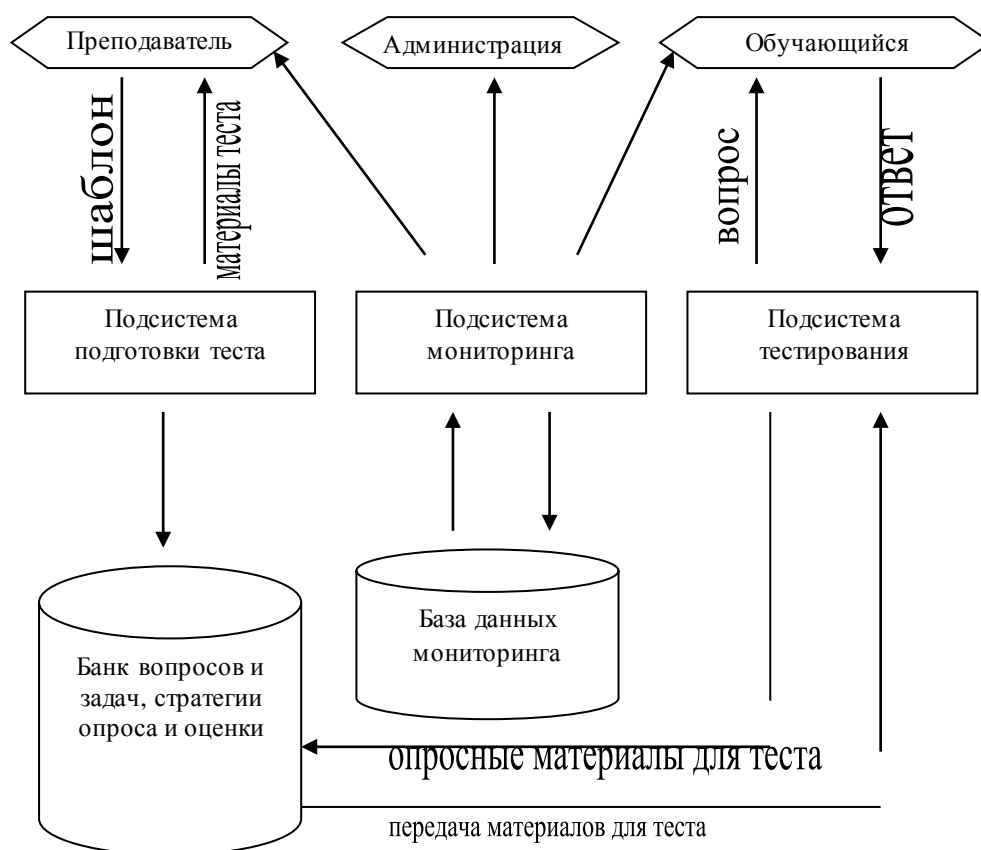 Преподаватель
Администрация
Обучающийся
шаблон
материалы теста
вопрос
ответ
Подсистема
подготовки теста
Подсистема
мониторинга
Подсистема
тестирования
База данных
мониторинга
Банк вопросов и
задач, стратегии
опроса и оценки
опросные материалы для теста
передача материалов для теста